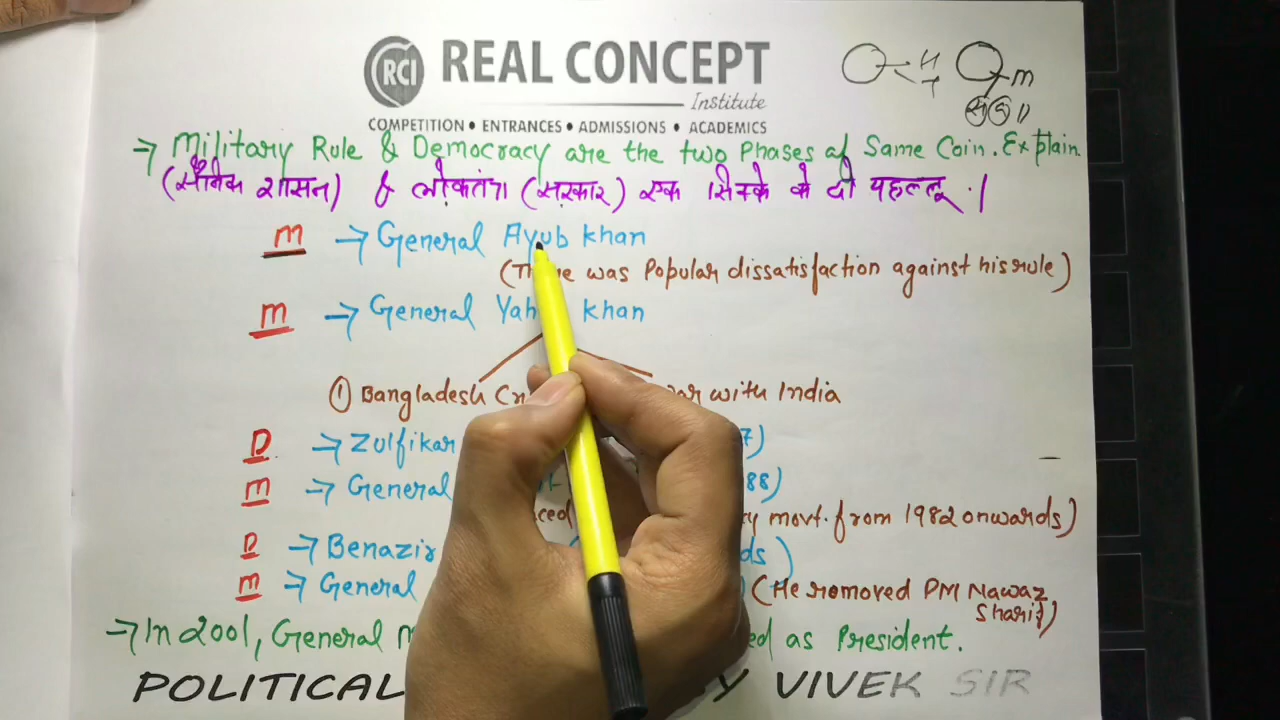 RCI REAL CONCEPT
Institute
COMPETITION • ENTRANCES • ADMISSIONS • ACADEMICS
H
T
m
→ Military Rule & Democracy are the two Phases of Same Coin. Explain
(सैनिक शासन) & लोकतंत्र (सरकार) एक सिक्के के दो पहलू.।
m → General Ayub khan
(There was Popular dissatisfaction against his rule)
m → General Yah khan
① Bangladesh with India
D → Zulfikar 7)
m → General 88)
movt. from 1982 onwards)
D → Benazir
m → General (He removed PM Nawaz
Sharif)
→ In 2001, General as President.
POLITICAL VIVEK SIR